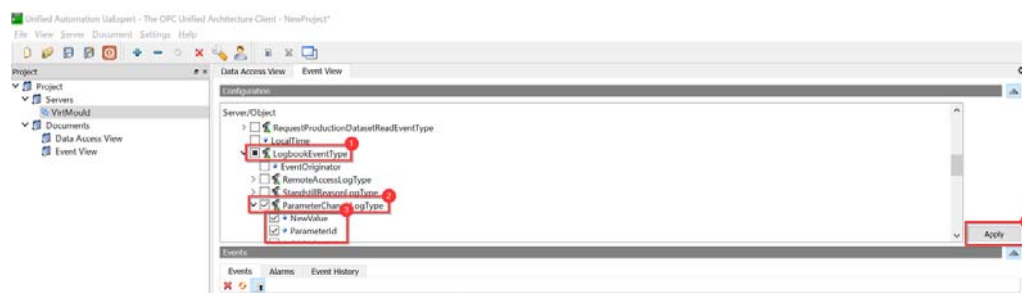 Unified Automation UaExpert - The OPC Unified Architecture Client - NewProject*
File View Server Document Settings Help
Project
Data Access View Event View
Project
Servers
VirtMould
Documents
Data Access View
Event View
Configuration
Server/Object
RequestProductionDatasetReadEventType
LocalTime
1
LogbookEventType
EventOriginator
RemoteAccessLogType
StandstillReasonLogType
2
ParameterChangeLogType
3
NewValue
ParameterId
Apply
Events
Events Alarms Event History